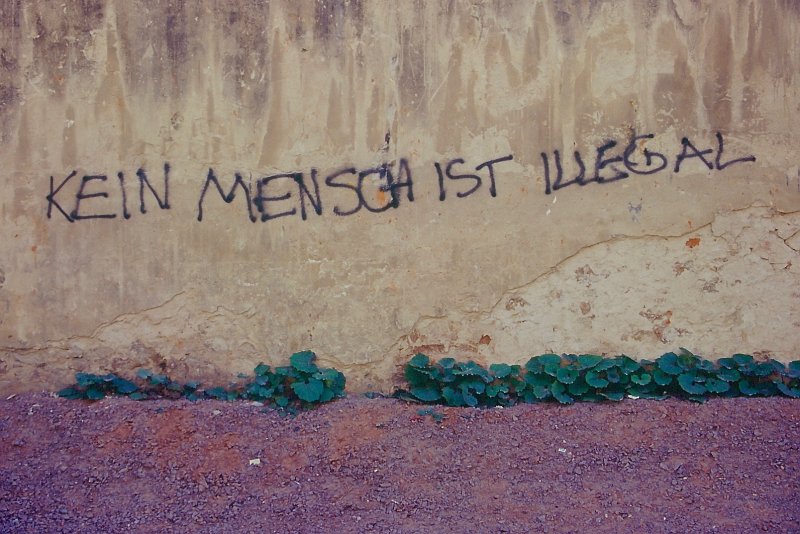 KEIN MENSCH IST ILLEGAL